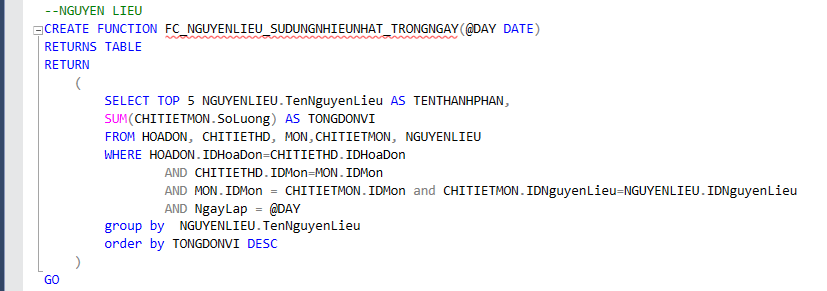 --NGUYEN LIEU
CREATE FUNCTION FC_NGUYENLIEU_SUDUNGNHIEUNHAT_TRONGNGAY(@DAY DATE)
RETURNS TABLE
RETURN
(
SELECT TOP 5 NGUYENLIEU.TenNguyenLieu AS TENTHANHPHAN,
SUM(CHITIETMON.SoLuong) AS TONGDONVI
FROM HOADON, CHITIETHD, MON,CHITIETMON, NGUYENLIEU
WHERE HOADON.IDHoaDon=CHITIETHD.IDHoaDon
AND CHITIETHD.IDMon=MON.IDMon
AND MON.IDMon = CHITIETMON.IDMon and CHITIETMON.IDNguyenLieu=NGUYENLIEU.IDNguyenLieu
AND NgayLap = @DAY
group by  NGUYENLIEU.TenNguyenLieu
order by TONGDONVI DESC
)
GO